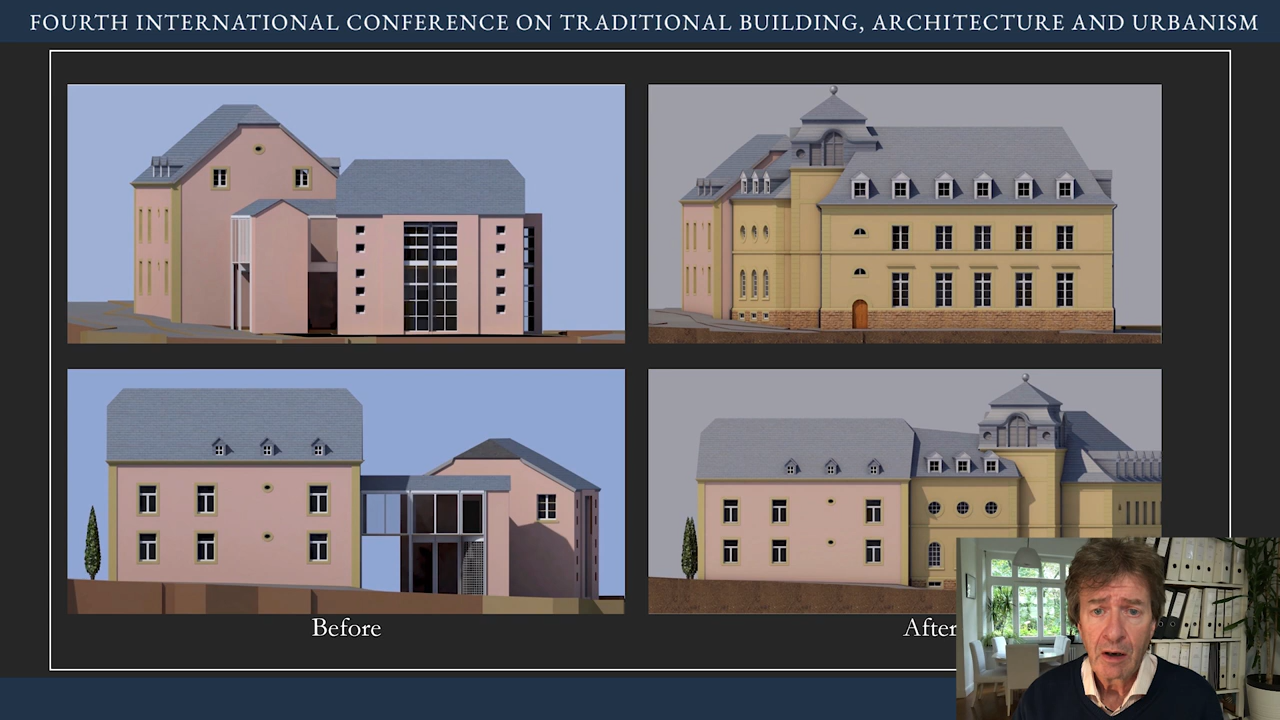 FOURTH INTERNATIONAL CONFERENCE ON TRADITIONAL BUILDING, ARCHITECTURE AND URBANISM
Before
After